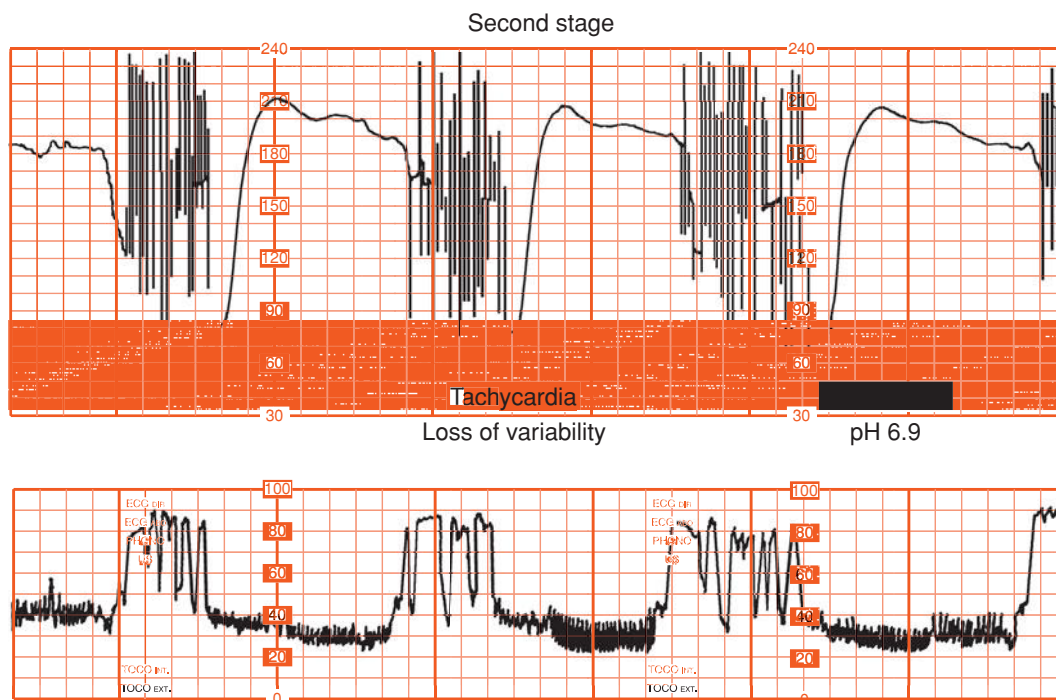 Second stage
240 240
210 210
180 180
150 150
120 120
90 90
60 60
Tachycardia
30 30
Loss of variability pH 6.9
100 100
ECG DIR ECG DIR
ECG ECG
80 80
PHONO PHONO
US US
60 60
40 40
20 20
TOCO INT. TOCO INT.
TOCO EXT. TOCO EXT.
0